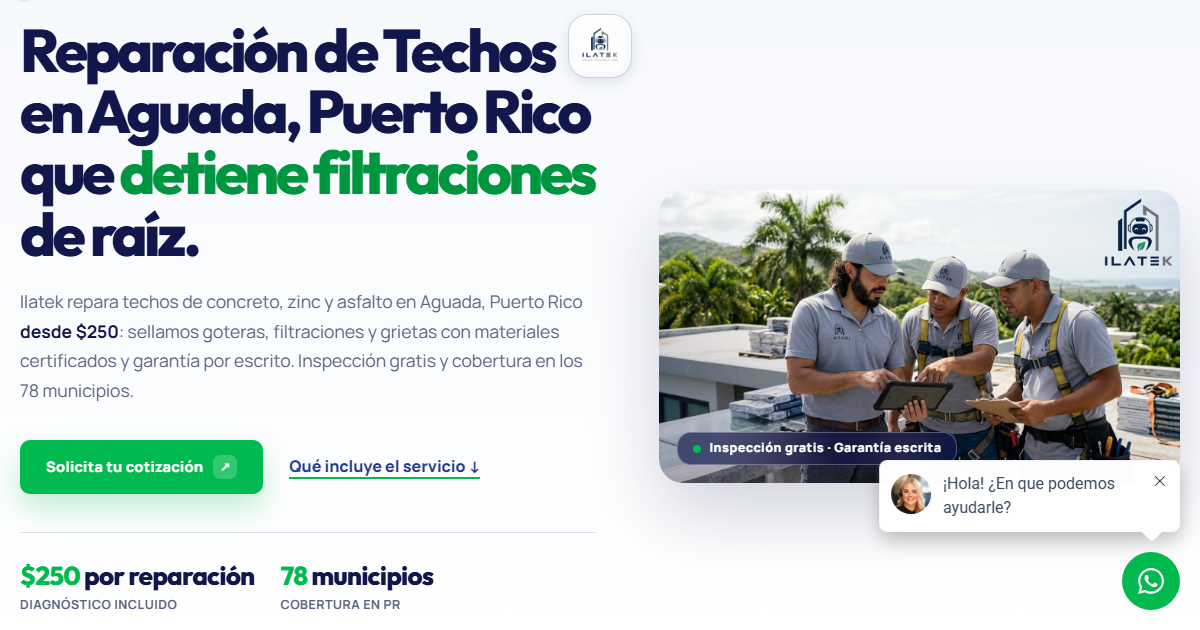 Reparación de Techos
ILATEK
en Aguada, Puerto Rico
que detiene filtraciones
de raíz.
Ilatek repara techos de concreto, zinc y asfalto en Aguada, Puerto Rico
desde $250: sellamos goteras, filtraciones y grietas con materiales
certificados y garantía por escrito. Inspección gratis y cobertura en los
78 municipios.
Solicita tu cotización ↗
Qué incluye el servicio ↓
$250 por reparación
DIAGNÓSTICO INCLUIDO
78 municipios
COBERTURA EN PR
ILATEK
Inspección gratis · Garantía escrita
¡Hola! ¿En que podemos
ayudarle?